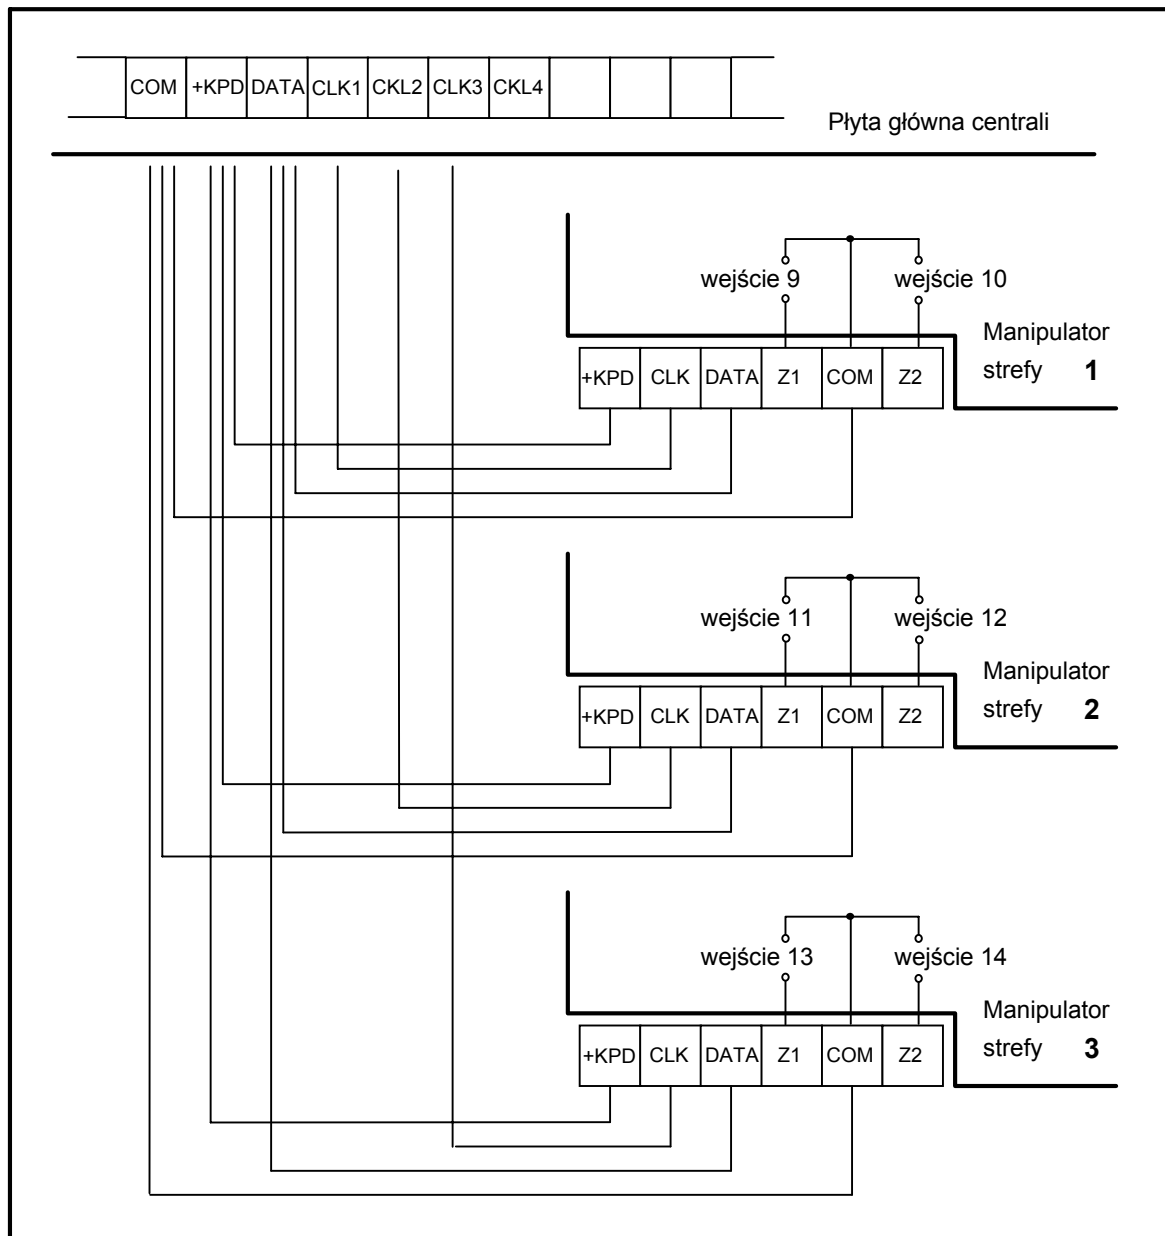 COM +KPD DATA CLK1 CKL2 CLK3 CKL4
Płyta główna centrali
wejście 9 wejście 10
Manipulator
strefy 1
+KPD CLK DATA Z1 COM Z2
wejście 11 wejście 12
Manipulator
strefy 2
+KPD CLK DATA Z1 COM Z2
wejście 13 wejście 14
Manipulator
strefy 3
+KPD CLK DATA Z1 COM Z2